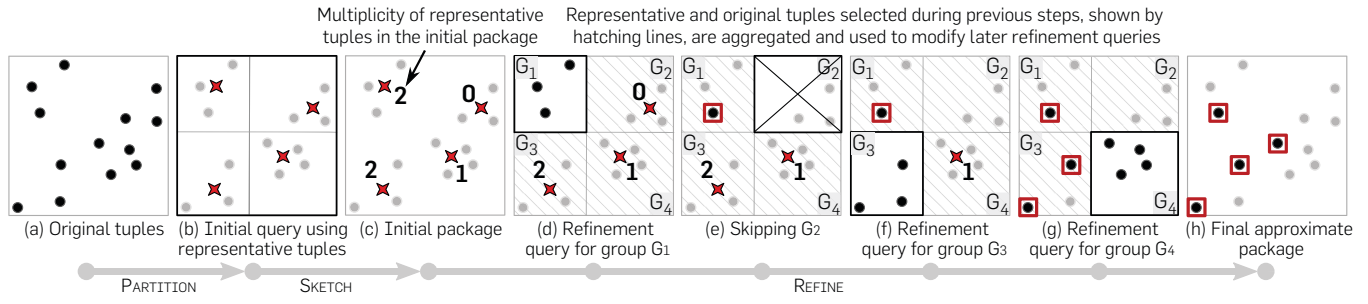 Multiplicity of representative
tuples in the initial package
Representative and original tuples selected during previous steps, shown by
hatching lines, are aggregated and used to modify later refinement queries
2
0
2
1
G1
G2
0
G3
2
1
G4
G1
G2
G3
2
1
G4
G1
G2
G3
1
G4
G1
G2
G3
G4
(a) Original tuples
(b) Initial query using
representative tuples
(c) Initial package
(d) Refinement
query for group G1
(e) Skipping G2
(f) Refinement
query for group G3
(g) Refinement
query for group G4
(h) Final approximate
package
PARTITION
SKETCH
REFINE